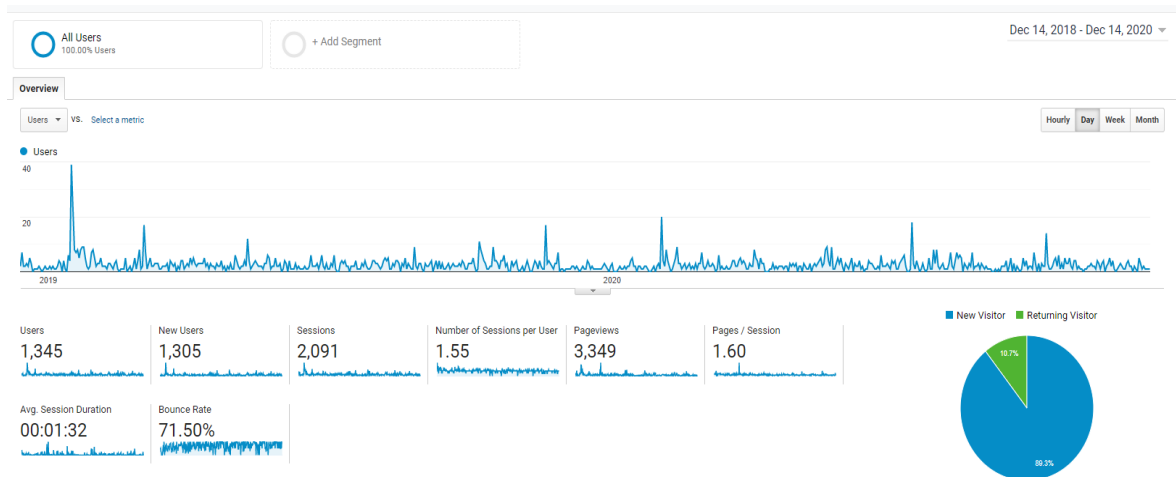 All Users
100.00% Users
+ Add Segment
Dec 14, 2018 - Dec 14, 2020
Overview
Users VS. Select a metric
Hourly Day Week Month
Users
40
20
2019 2020
New Visitor Returning Visitor
Users New Users Sessions Number of Sessions per User Pageviews Pages / Session
1,345 1,305 2,091 1.55 3,349 1.60
10.7%
Avg. Session Duration Bounce Rate
00:01:32 71.50%
89.3%